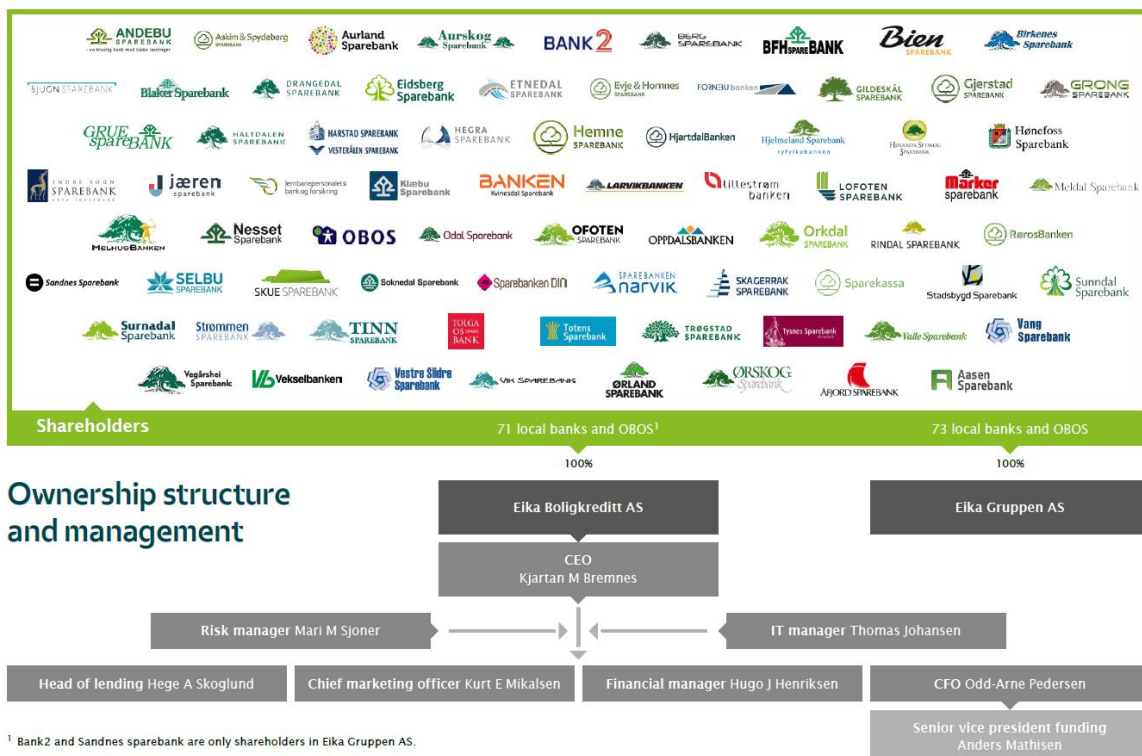 ANDEBU SPAREBANK
Askim & Spydeberg SPAREBANK
Aurland Sparebank
Aurskog Sparebank
BANK2
BERG SPAREBANK
BFH SPAREBANK
Bien SPAREBANK
Birkenes Sparebank
BJUGN SPAREBANK
Blaker Sparebank
DRANGEDAL SPAREBANK
Eidsberg Sparebank
ETNEDAL SPAREBANK
Evje & Hornnes SPAREBANK
FORNEBU banken
GILDESKÅL SPAREBANK
Gjerstad SPAREBANK
GRONG SPAREBANK
GRUE SpareBANK
HALTDALEN SPAREBANK
HARSTAD SPAREBANK
VESTERÅLEN SPAREBANK
HEGRA SPAREBANK
Hemne SPAREBANK
HjartdalBanken
Hjelmeland Sparebank
ryfylkebanken
Hønefoss Sparebank
INDRE SOGN SPAREBANK
jæren sparebank
Jernbanepersonalets bank og forsikring
Klæbu Sparebank
BANKEN
Kvinesdal Sparebank
LARVIKBANKEN
Lillestrøm banken
LOFOTEN SPAREBANK
Marker sparebank
Meldal Sparebank
MELHUSBANKEN
Nesset Sparebank
OBOS
Odal Sparebank
OFOTEN SPAREBANK
OPPDALSBANKEN
Orkdal SPAREBANK
RINDAL SPAREBANK
RørosBanken
Sandnes Sparebank
SELBU SPAREBANK
SKUE SPAREBANK
Soknedal Sparebank
Sparebanken DIN
SPAREBANKEN narvik
SKAGERRAK SPAREBANK
Sparekassa
Stadsbygd Sparebank
Sunndal Sparebank
Surnadal Sparebank
Strømmen SPAREBANK
TINN SPAREBANK
TOLGA OS SPARE BANK
Totens Sparebank
TRØGSTAD SPAREBANK
Tysnes Sparebank
Valle Sparebank
Vang Sparebank
Vegårshei Sparebank
Vekselbanken
Vestre Slidre Sparebank
VIK SPAREBANK
ØRLAND SPAREBANK
ØRSKOG Sparebank
ÅFJORD SPAREBANK
Aasen Sparebank
Shareholders
71 local banks and OBOS¹
73 local banks and OBOS
100%
100%
Ownership structure
and management
Eika Boligkreditt AS
Eika Gruppen AS
CEO
Kjartan M Bremnes
Risk manager Mari M Sjoner
IT manager Thomas Johansen
Head of lending Hege A Skoglund
Chief marketing officer Kurt E Mikalsen
Financial manager Hugo J Henriksen
CFO Odd-Arne Pedersen
Senior vice president funding
Anders Mathisen
¹ Bank2 and Sandnes sparebank are only shareholders in Eika Gruppen AS.